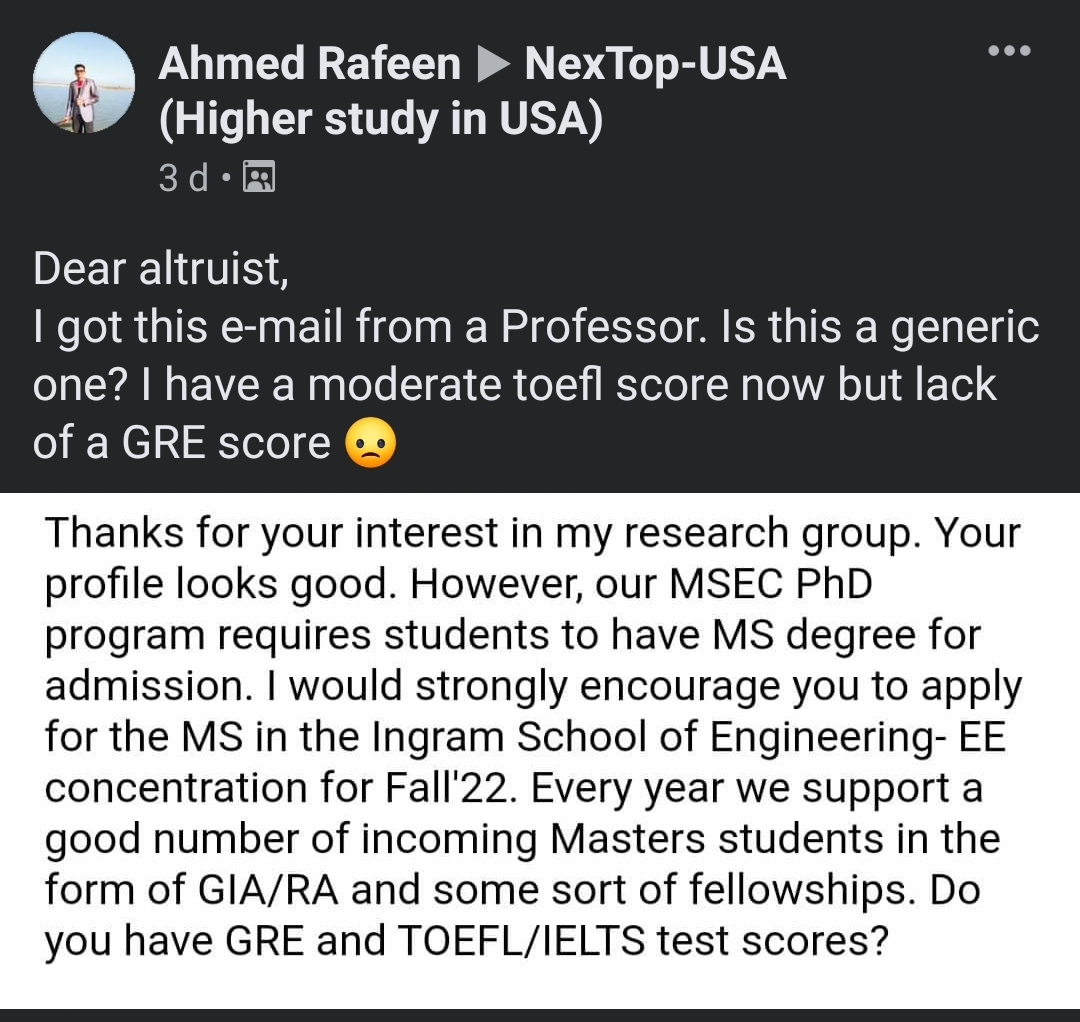 Ahmed Rafeen ▶ NexTop-USA
(Higher study in USA)
3 d •
Dear altruist,
I got this e-mail from a Professor. Is this a generic
one? I have a moderate toefl score now but lack
of a GRE score 😞
Thanks for your interest in my research group. Your
profile looks good. However, our MSEC PhD
program requires students to have MS degree for
admission. I would strongly encourage you to apply
for the MS in the Ingram School of Engineering- EE
concentration for Fall'22. Every year we support a
good number of incoming Masters students in the
form of GIA/RA and some sort of fellowships. Do
you have GRE and TOEFL/IELTS test scores?